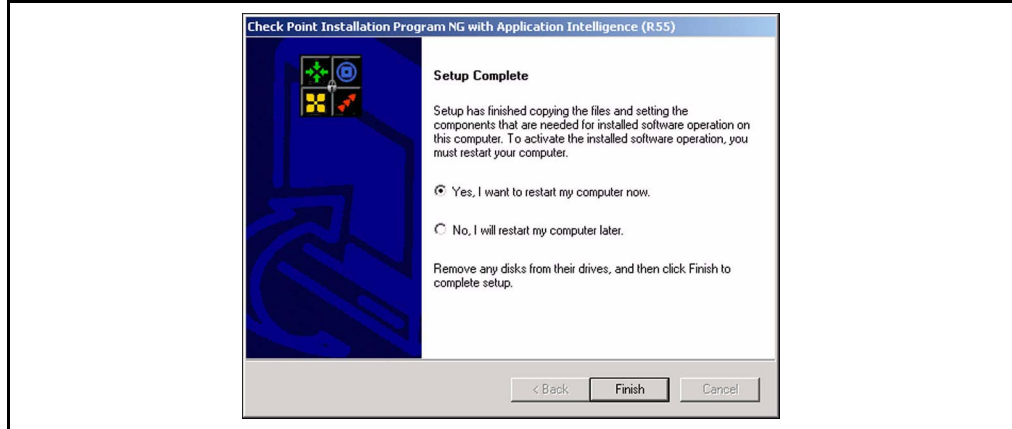 Check Point Installation Program NG with Application Intelligence (R55)
Setup Complete
Setup has finished copying the files and setting the
components that are needed for installed software operation on
this computer. To activate the installed software operation, you
must restart your computer.
Yes, I want to restart my computer now.
No, I will restart my computer later.
Remove any disks from their drives, and then click Finish to
complete setup.
< Back Finish Cancel